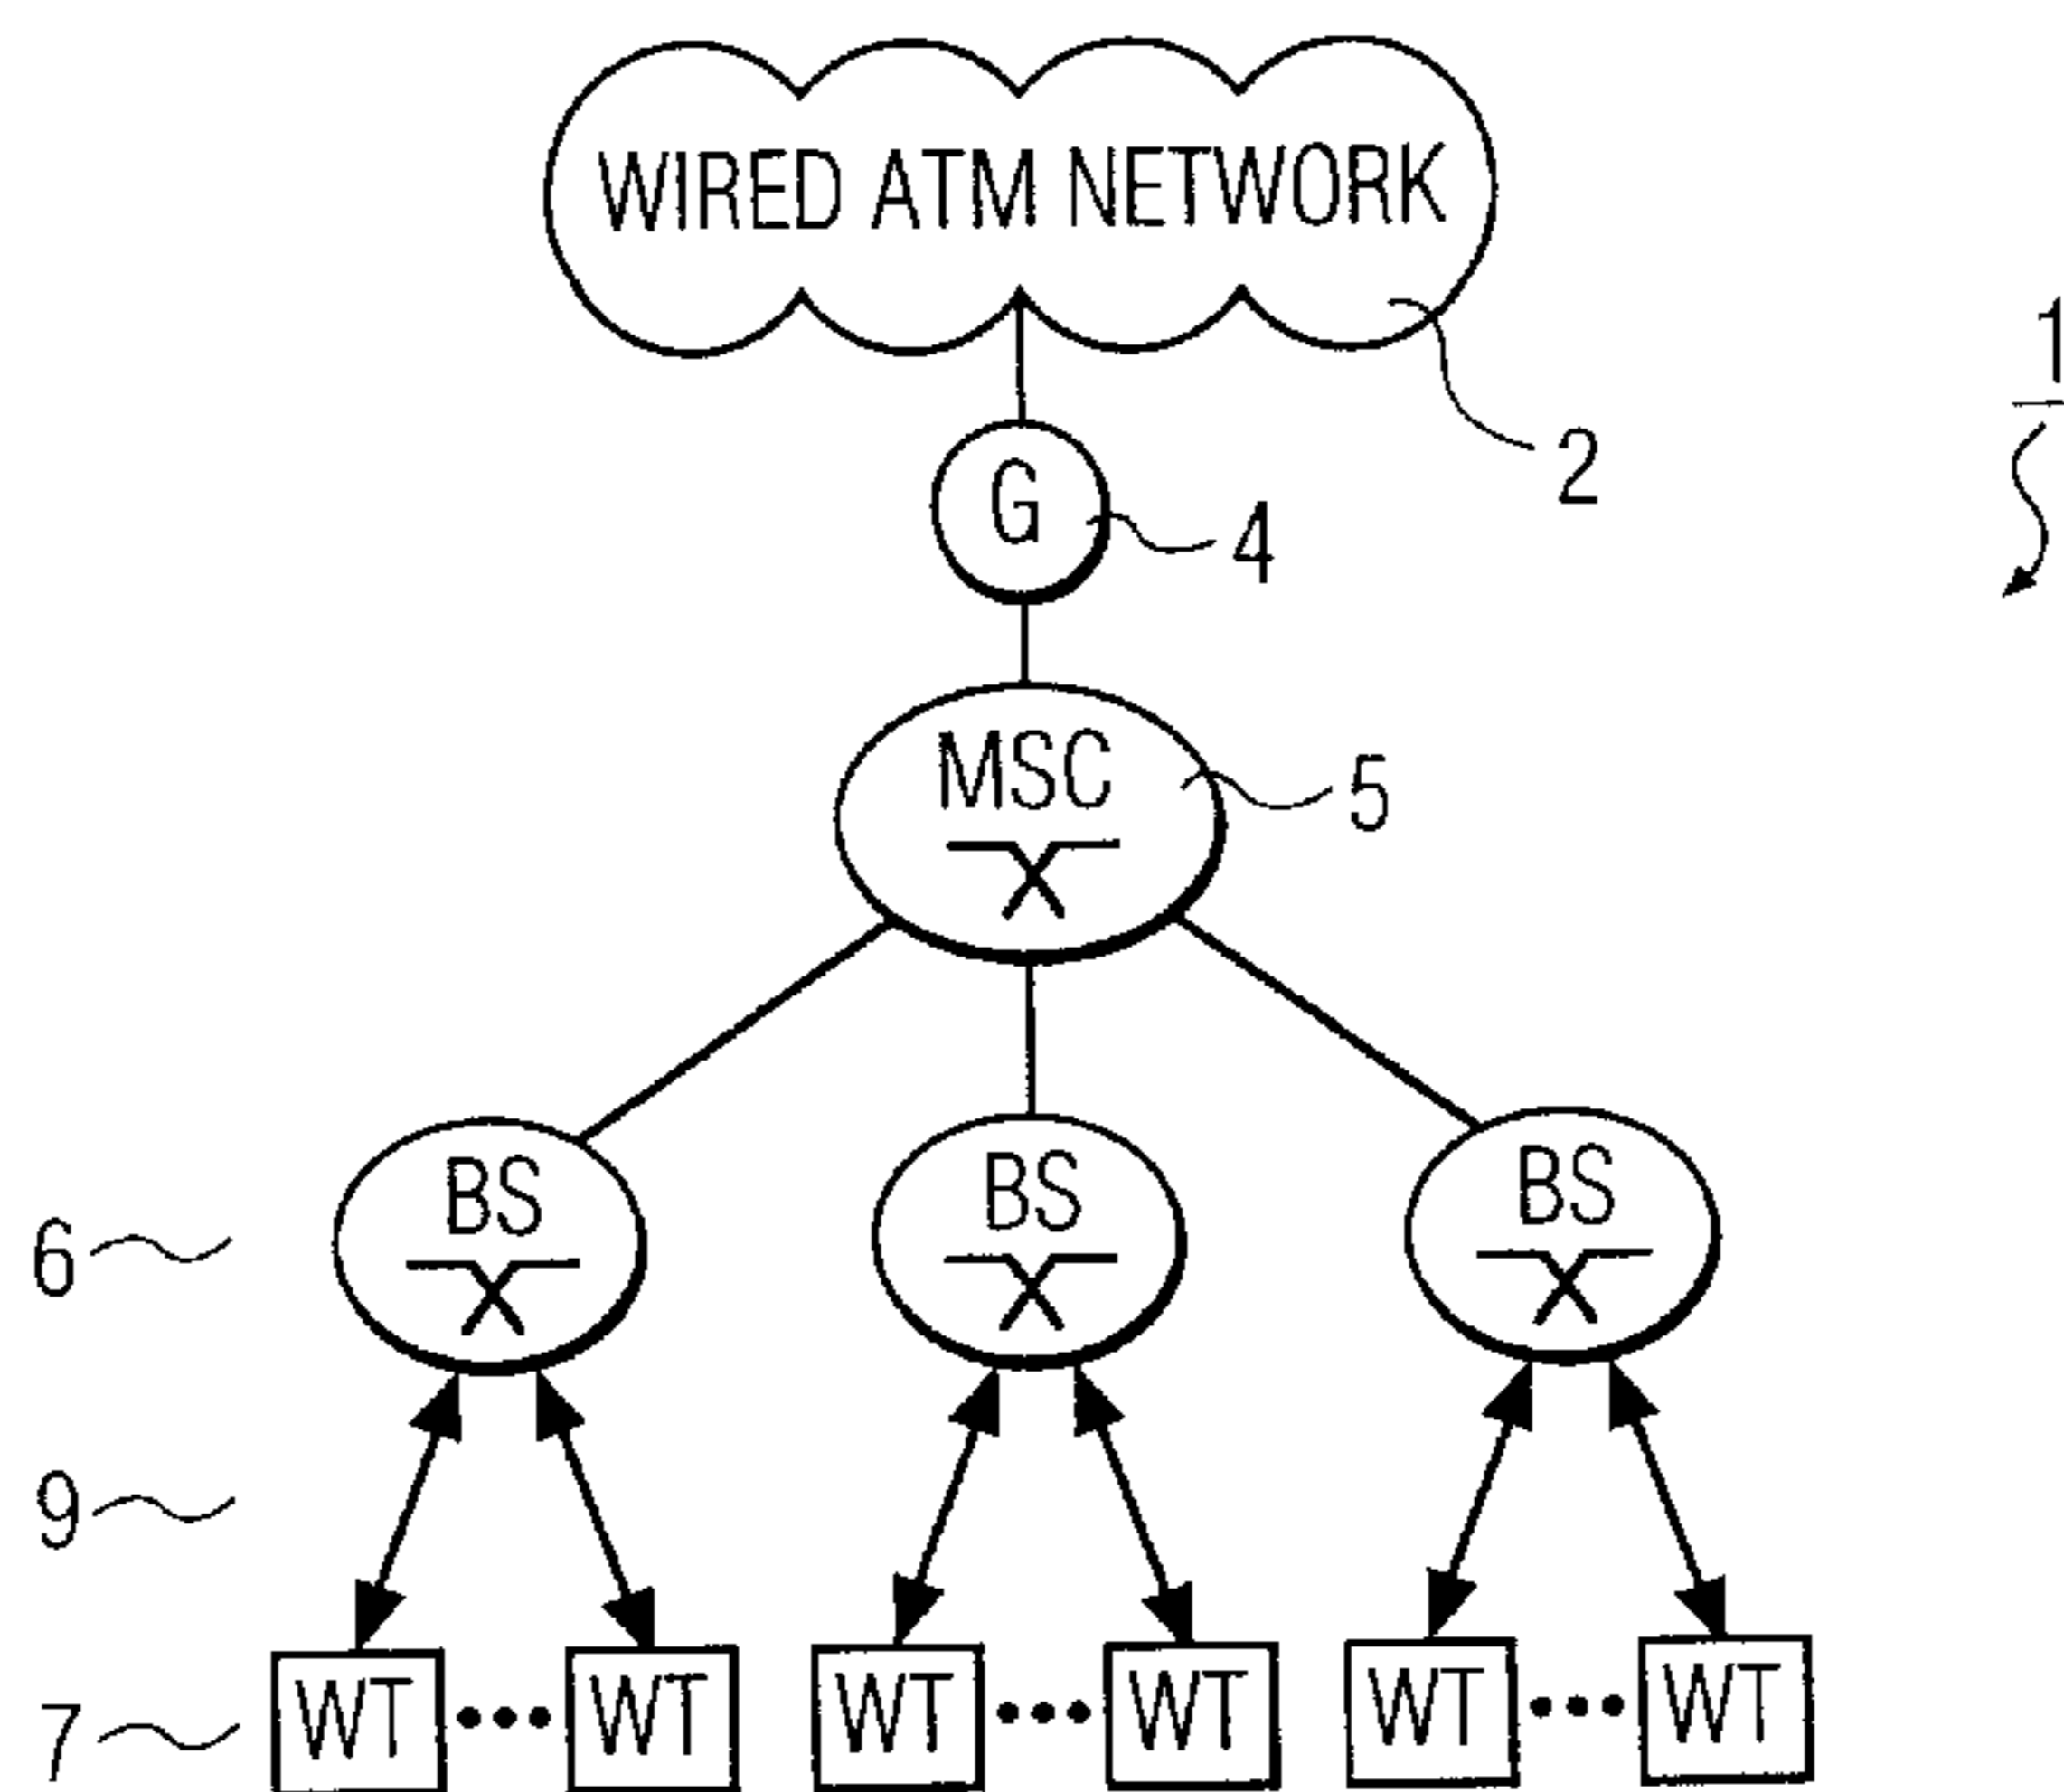 WIRED ATM NETWORK
1
2
G
4
MSC
5
X
BS BS BS
6
X X X
9
WT ••• WT WT ••• WT WT ••• WT
7